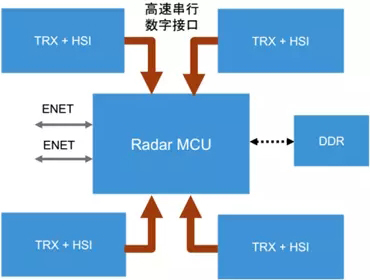 高速串行
数字接口
TRX + HSI
TRX + HSI
ENET
ENET
Radar MCU
DDR
TRX + HSI
TRX + HSI